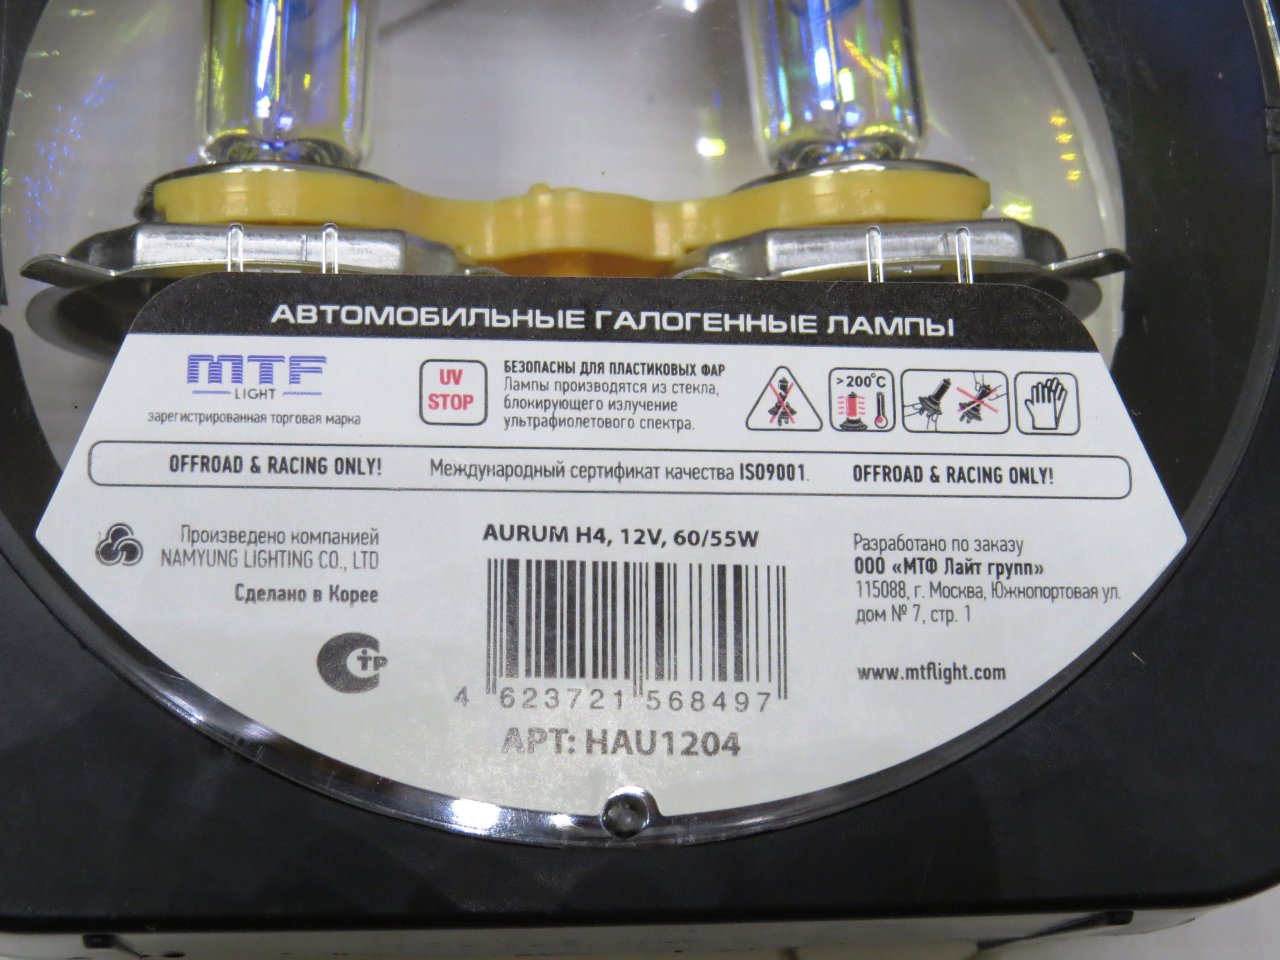 АВТОМОБИЛЬНЫЕ ГАЛОГЕННЫЕ ЛАМПЫ
MTF
LIGHT
зарегистрированная торговая марка
UV
STOP
БЕЗОПАСНЫ ДЛЯ ПЛАСТИКОВЫХ ФАР
Лампы производятся из стекла,
блокирующего излучение
ультрафиолетового спектра.
>200°C
OFFROAD & RACING ONLY! Международный сертификат качества ISO9001. OFFROAD & RACING ONLY!
Произведено компанией
NAMYUNG LIGHTING CO., LTD
Сделано в Корее
СТР
AURUM H4, 12V, 60/55W
4 623721 568497
АРТ: HAU1204
Разработано по заказу
ООО «МТФ Лайт групп»
115088, г. Москва, Южнопортовая ул.
дом № 7, стр. 1
www.mtflight.com